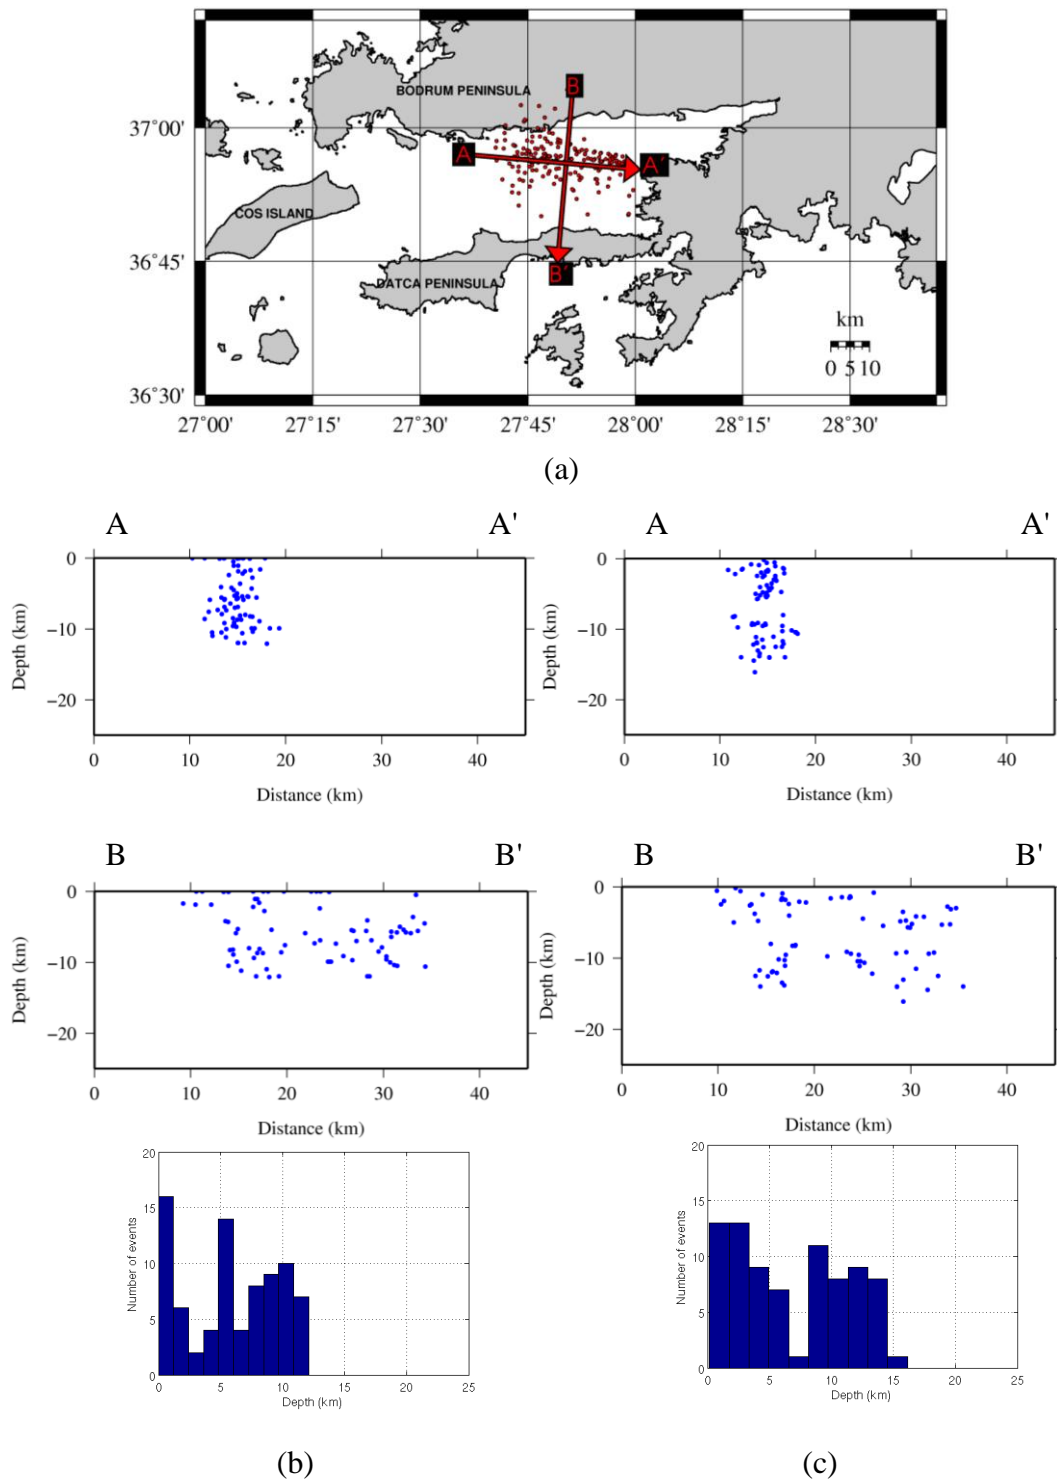 B
BODRUM PENINSULA
37°00'
A
A'
COS ISLAND
36°45'
B'
DATCA PENINSULA
km
0 5 10
36°30'
27°00' 27°15' 27°30' 27°45' 28°00' 28°15' 28°30'
(a)
A A' A A'
0 0
Depth (km) −10 Depth (km) −10
−20 −20
0 10 20 30 40 0 10 20 30 40
Distance (km) Distance (km)
B B' B B'
0 0
Depth (km) −10 Depth (km) −10
−20 −20
0 10 20 30 40 0 10 20 30 40
Distance (km) Distance (km)
20 20
15 15
Number of events 10 Number of events 10
5 5
0 0
0 5 10 15 20 25 0 5 10 15 20 25
Depth (km) Depth (km)
(b) (c)